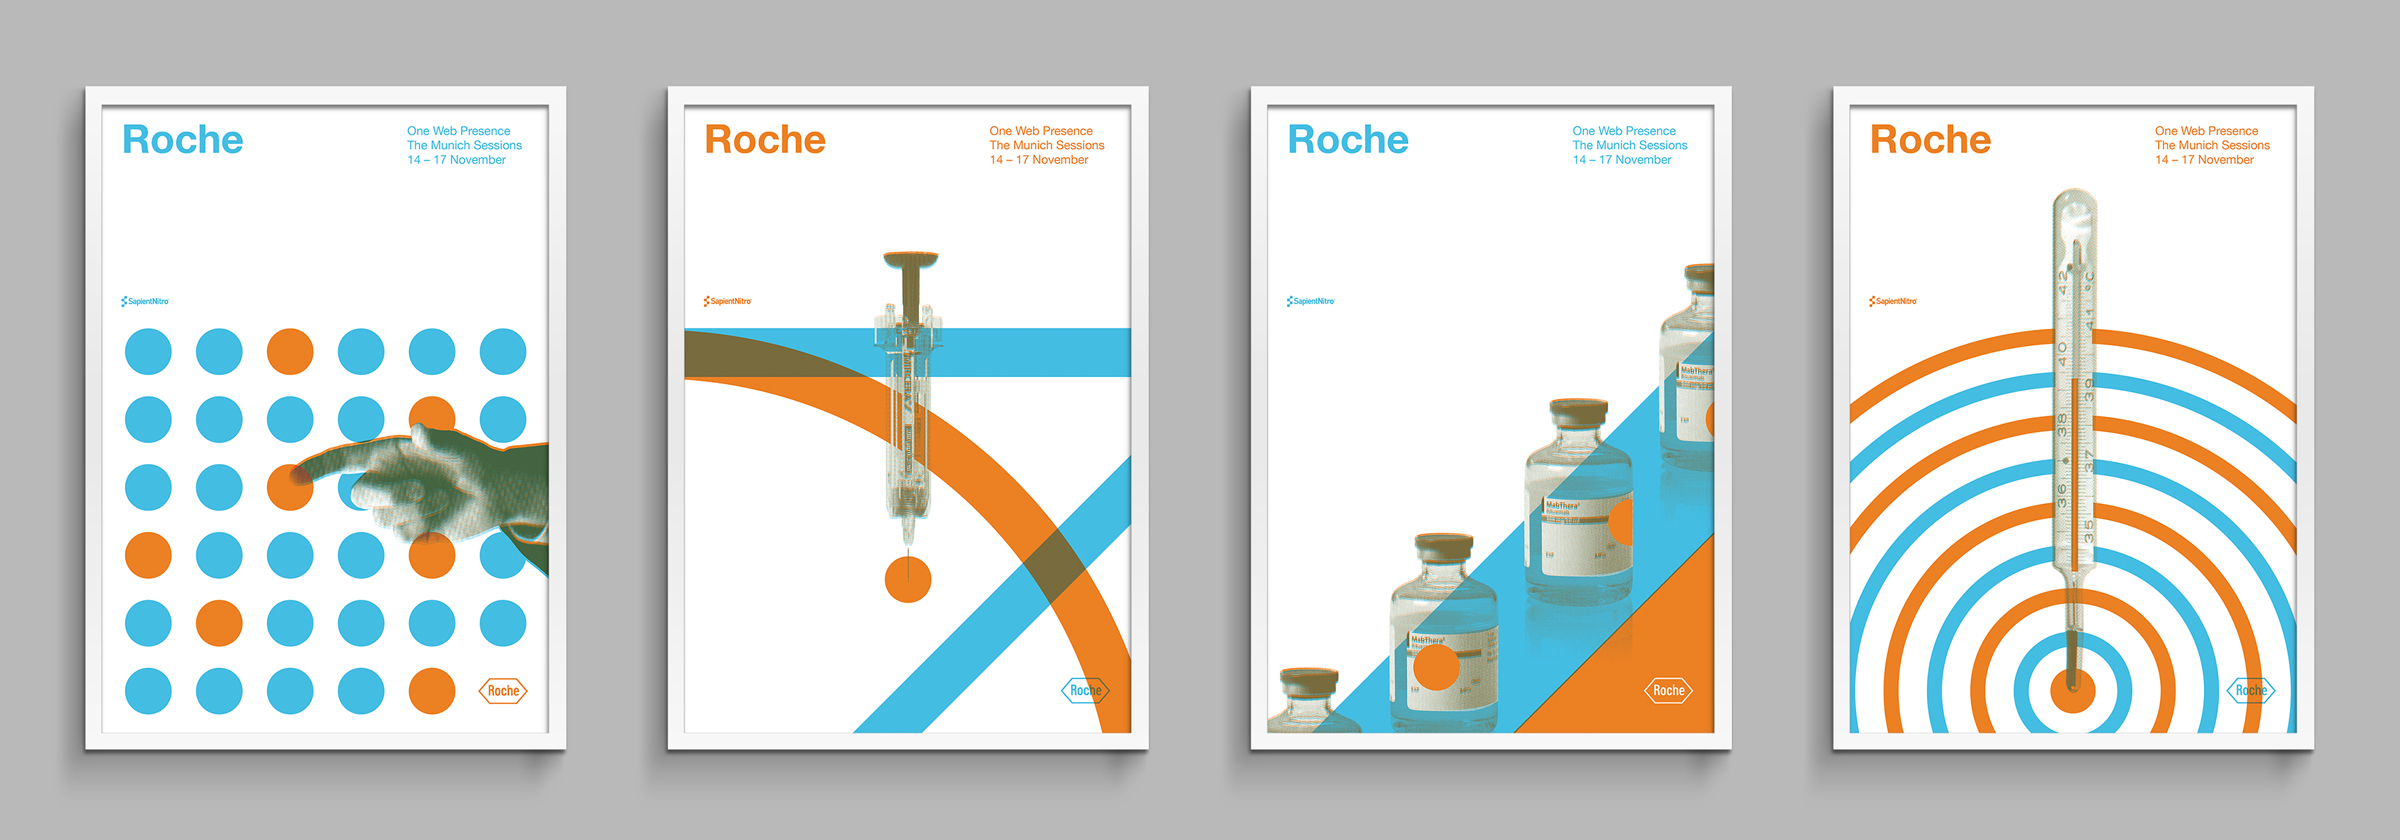 Roche
One Web Presence
The Munich Sessions
14 – 17 November
SapientNitro
Roche
Roche
One Web Presence
The Munich Sessions
14 – 17 November
SapientNitro
Roche
Roche
One Web Presence
The Munich Sessions
14 – 17 November
SapientNitro
MabThera
MabThera
MabThera
Roche
Roche
One Web Presence
The Munich Sessions
14 – 17 November
SapientNitro
°C
42
41
40
39
38
37
36
35
Roche